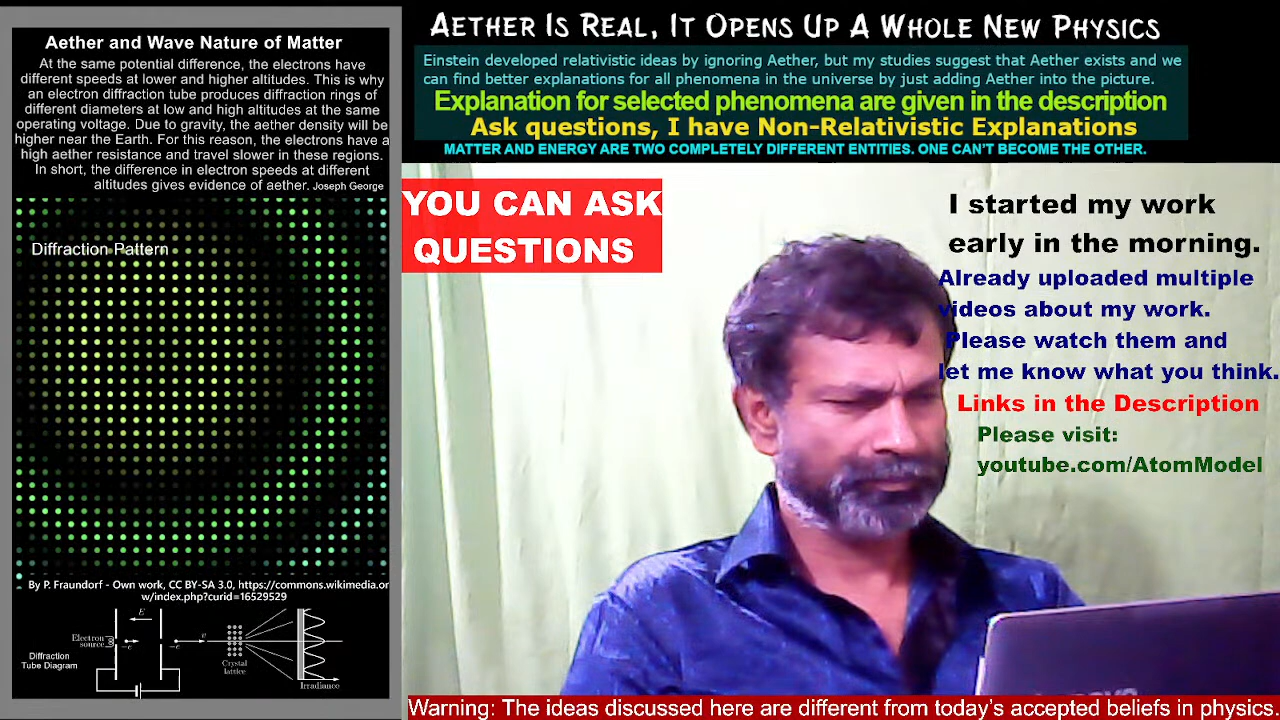 Aether and Wave Nature of Matter
At the same potential difference, the electrons have
different speeds at lower and higher altitudes. This is why
an electron diffraction tube produces diffraction rings of
different diameters at low and high altitudes at the same
operating voltage. Due to gravity, the aether density will be
higher near the Earth. For this reason, the electrons have a
high aether resistance and travel slower in these regions.
In short, the difference in electron speeds at different
altitudes gives evidence of aether. Joseph George
Diffraction Pattern
By P. Fraundorf - Own work, CC BY-SA 3.0, https://commons.wikimedia.or
w/index.php?curid=16529529
E
Electron
source
-e
-e
v
Diffraction
Tube Diagram
Crystal
lattice
Irradiance
AETHER IS REAL, IT OPENS UP A WHOLE NEW PHYSICS
Einstein developed relativistic ideas by ignoring Aether, but my studies suggest that Aether exists and we
can find better explanations for all phenomena in the universe by just adding Aether into the picture.
Explanation for selected phenomena are given in the description
Ask questions, I have Non-Relativistic Explanations
MATTER AND ENERGY ARE TWO COMPLETELY DIFFERENT ENTITIES. ONE CAN'T BECOME THE OTHER.
YOU CAN ASK
QUESTIONS
I started my work
early in the morning.
Already uploaded multiple
videos about my work.
Please watch them and
let me know what you think.
Links in the Description
Please visit:
youtube.com/AtomModel
Warning: The ideas discussed here are different from today's accepted beliefs in physics.